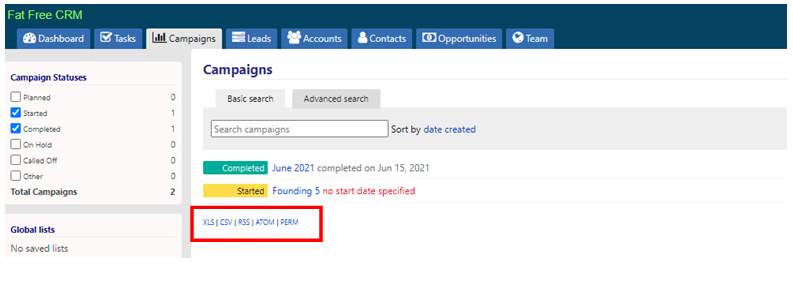 Fat Free CRM
Dashboard Tasks Campaigns Leads Accounts Contacts Opportunities Team
Campaign Statuses
Planned 0
Started 1
Completed 1
On Hold 0
Called Off 0
Other 0
Total Campaigns 2
Global lists
No saved lists
Campaigns
Basic search Advanced search
Search campaigns Sort by date created
Completed June 2021 completed on Jun 15, 2021
Started Founding 5 no start date specified
XLS | CSV | RSS | ATOM | PERM